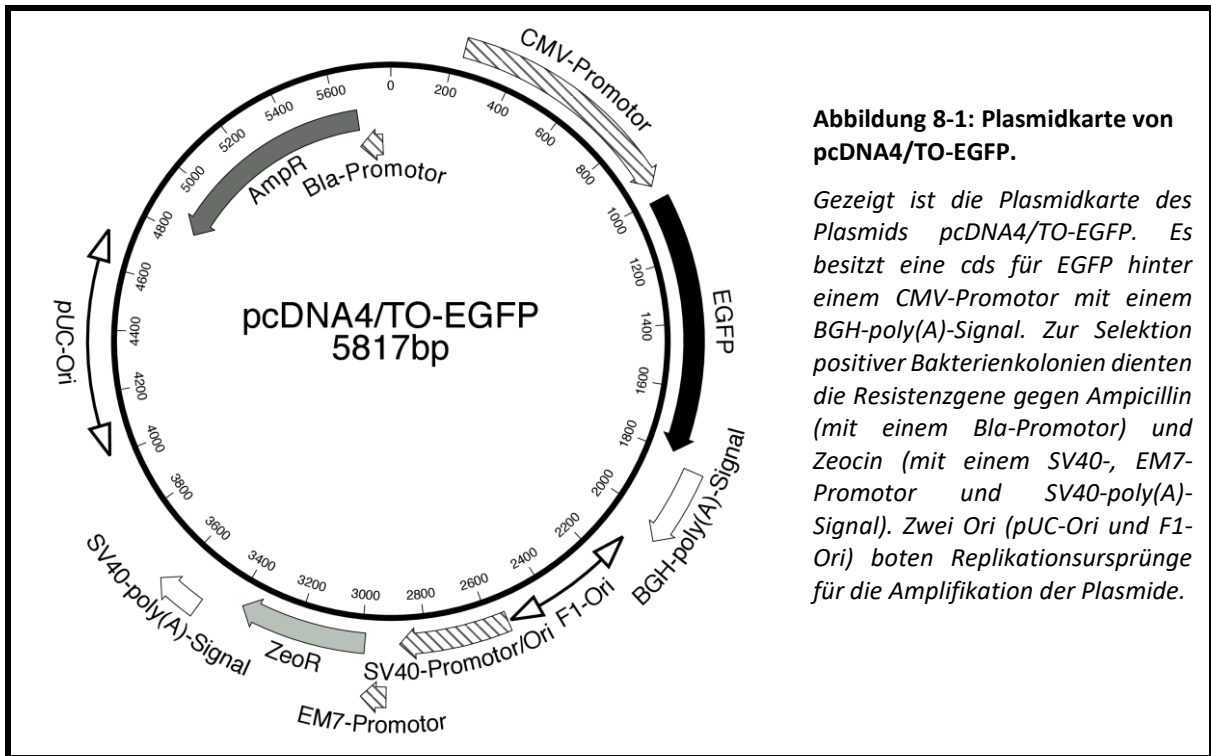 CMV-Promotor
0
200
400
600
800
1000
1200
1400
1600
1800
2000
2200
2400
2600
2800
3000
3200
3400
3600
3800
4000
4200
4400
4600
4800
5000
5200
5400
5600
AmpR
Bla-Promotor
EGFP
pUC-Ori
pcDNA4/TO-EGFP
5817bp
BGH-poly(A)-Signal
F1-Ori
SV40-Promotor/Ori
SV40-poly(A)-Signal
ZeoR
EM7-Promotor
Abbildung 8-1: Plasmidkarte von
pcDNA4/TO-EGFP.
Gezeigt ist die Plasmidkarte des
Plasmids pcDNA4/TO-EGFP. Es
besitzt eine cds für EGFP hinter
einem CMV-Promotor mit einem
BGH-poly(A)-Signal. Zur Selektion
positiver Bakterienkolonien dienten
die Resistenzgene gegen Ampicillin
(mit einem Bla-Promotor) und
Zeocin (mit einem SV40-, EM7-
Promotor und SV40-poly(A)-
Signal). Zwei Ori (pUC-Ori und F1-
Ori) boten Replikationsursprünge
für die Amplifikation der Plasmide.